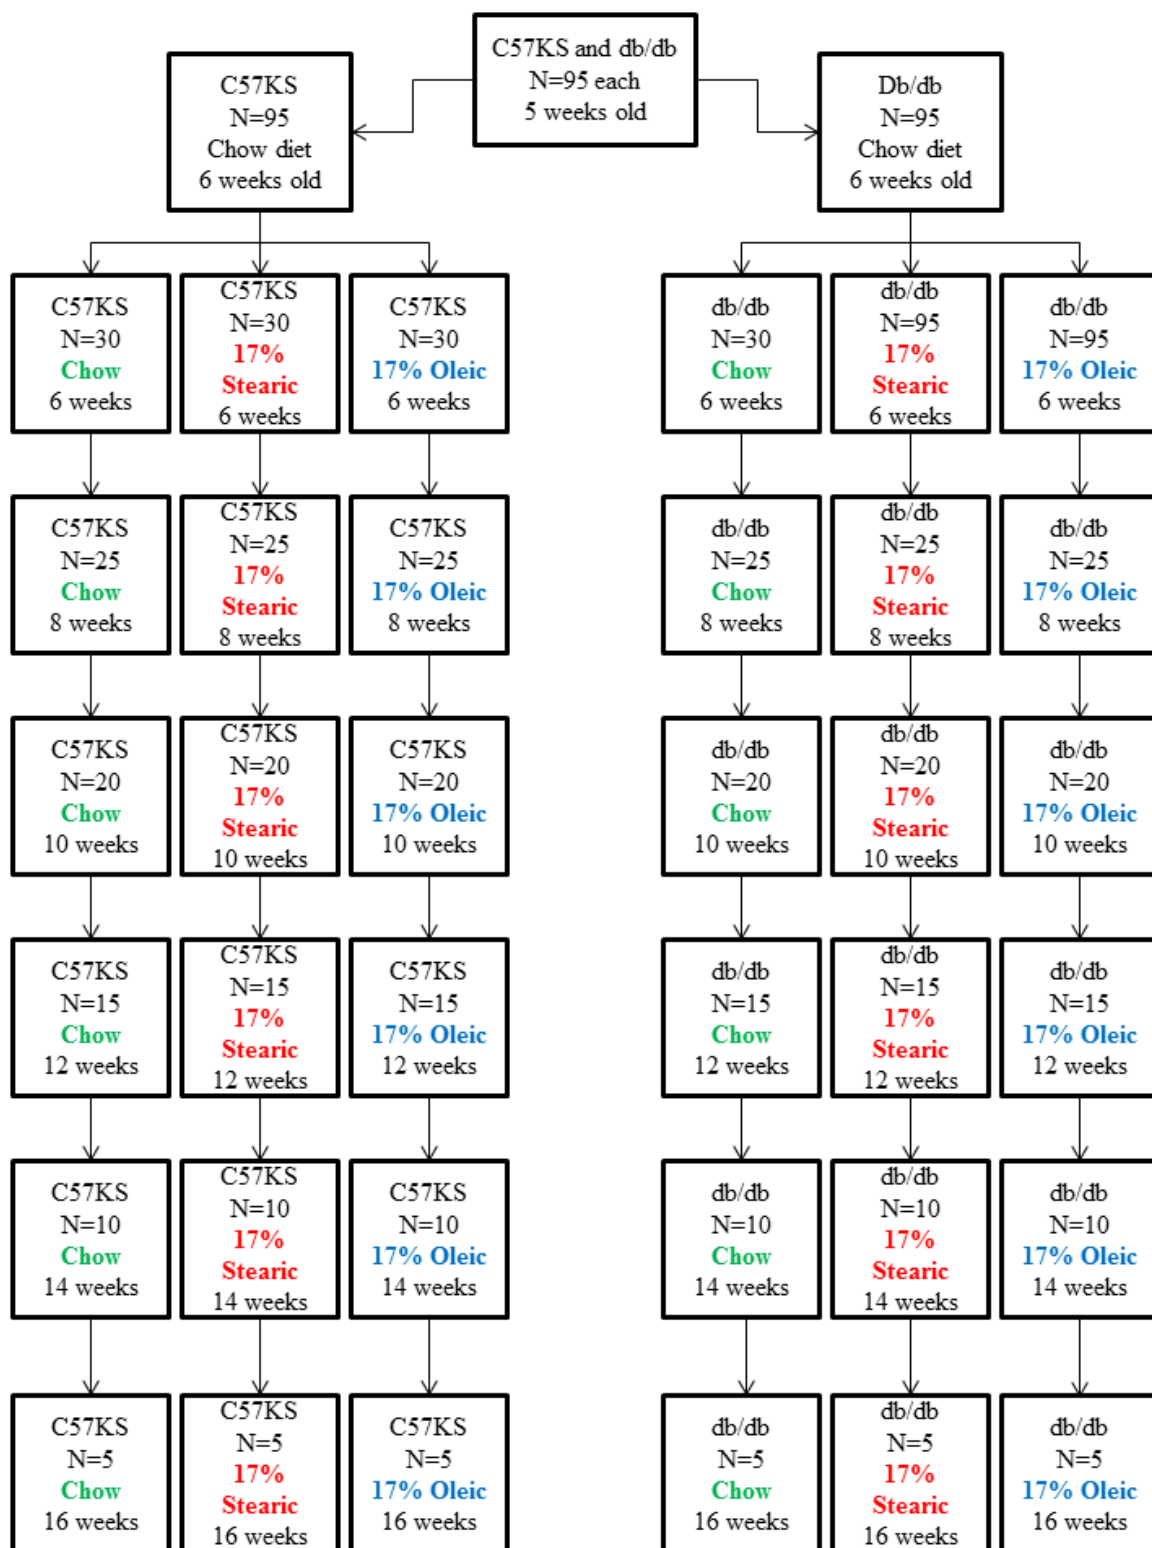 C57KS and db/db
N=95 each
5 weeks old
C57KS
N=95
Chow diet
6 weeks old
Db/db
N=95
Chow diet
6 weeks old
C57KS
N=30
Chow
6 weeks
C57KS
N=30
17%
Stearic
6 weeks
C57KS
N=30
17% Oleic
6 weeks
db/db
N=30
Chow
6 weeks
db/db
N=95
17%
Stearic
6 weeks
db/db
N=95
17% Oleic
6 weeks
C57KS
N=25
Chow
8 weeks
C57KS
N=25
17%
Stearic
8 weeks
C57KS
N=25
17% Oleic
8 weeks
db/db
N=25
Chow
8 weeks
db/db
N=25
17%
Stearic
8 weeks
db/db
N=25
17% Oleic
8 weeks
C57KS
N=20
Chow
10 weeks
C57KS
N=20
17%
Stearic
10 weeks
C57KS
N=20
17% Oleic
10 weeks
db/db
N=20
Chow
10 weeks
db/db
N=20
17%
Stearic
10 weeks
db/db
N=20
17% Oleic
10 weeks
C57KS
N=15
Chow
12 weeks
C57KS
N=15
17%
Stearic
12 weeks
C57KS
N=15
17% Oleic
12 weeks
db/db
N=15
Chow
12 weeks
db/db
N=15
17%
Stearic
12 weeks
db/db
N=15
17% Oleic
12 weeks
C57KS
N=10
Chow
14 weeks
C57KS
N=10
17%
Stearic
14 weeks
C57KS
N=10
17% Oleic
14 weeks
db/db
N=10
Chow
14 weeks
db/db
N=10
17%
Stearic
14 weeks
db/db
N=10
17% Oleic
14 weeks
C57KS
N=5
Chow
16 weeks
C57KS
N=5
17%
Stearic
16 weeks
C57KS
N=5
17% Oleic
16 weeks
db/db
N=5
Chow
16 weeks
db/db
N=5
17%
Stearic
16 weeks
db/db
N=5
17% Oleic
16 weeks